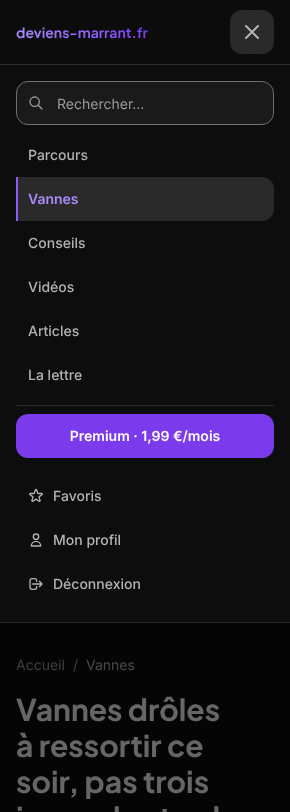 deviens-marrant.fr
Rechercher...
Parcours
Vannes
Conseils
Vidéos
Articles
La lettre
Premium · 1,99 €/mois
Favoris
Mon profil
Déconnexion
Accueil / Vannes
Vannes drôles
à ressortir ce
soir, pas trois